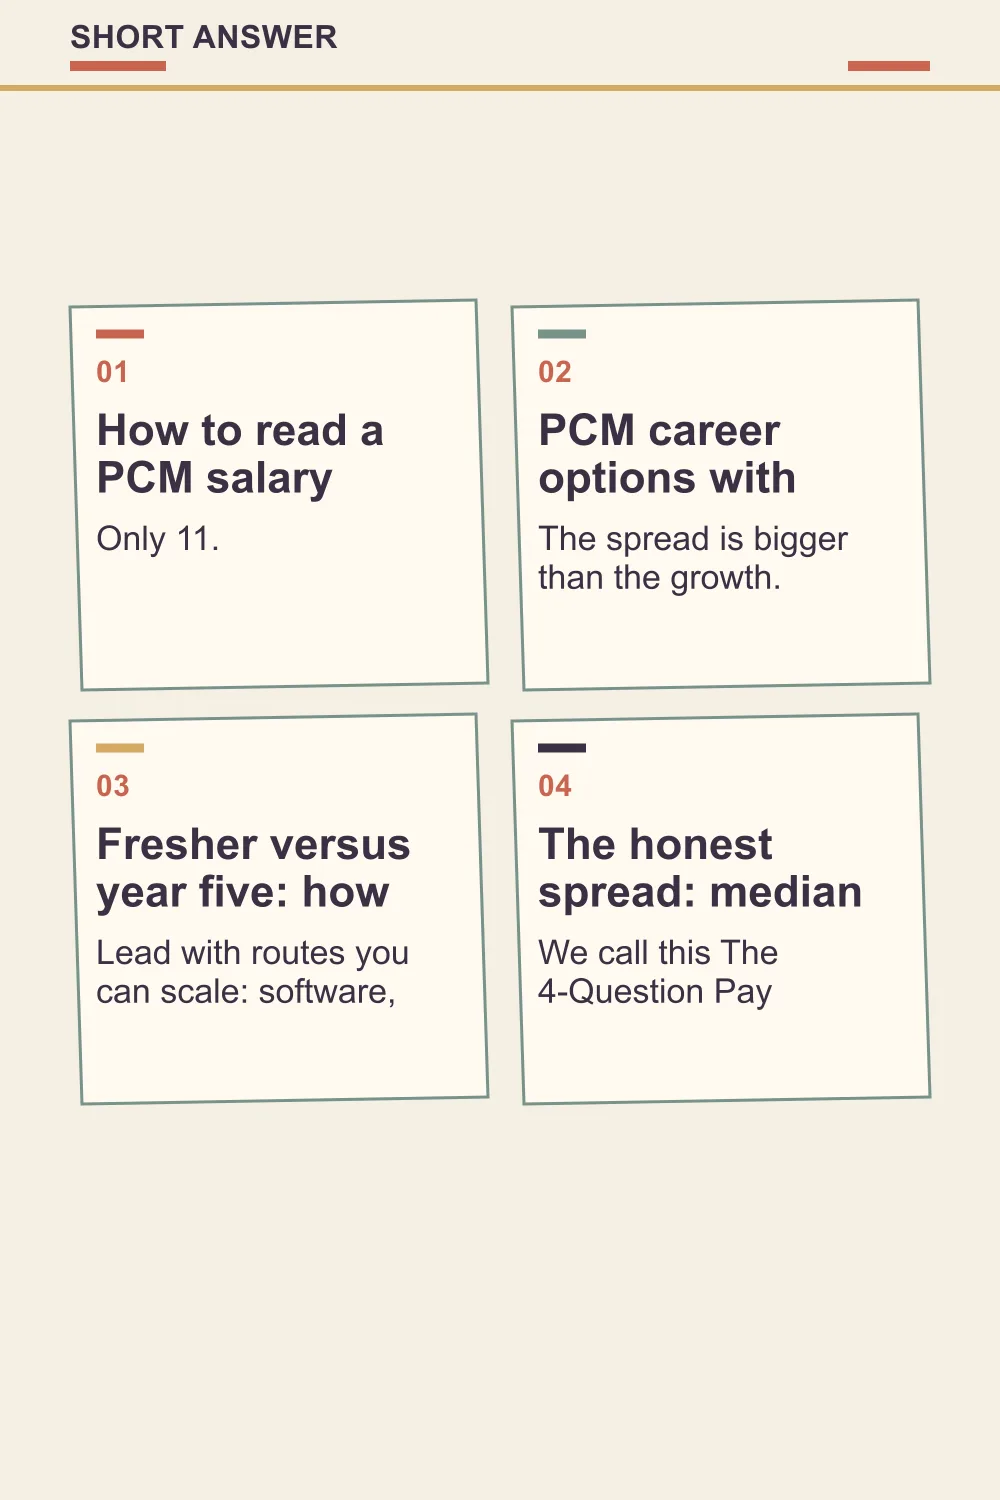 SHORT ANSWER
01
How to read a
PCM salary
Only 11.
02
PCM career
options with
The spread is bigger
than the growth.
03
Fresher versus
year five: how
Lead with routes you
can scale: software,
04
The honest
spread: median
We call this The
4-Question Pay